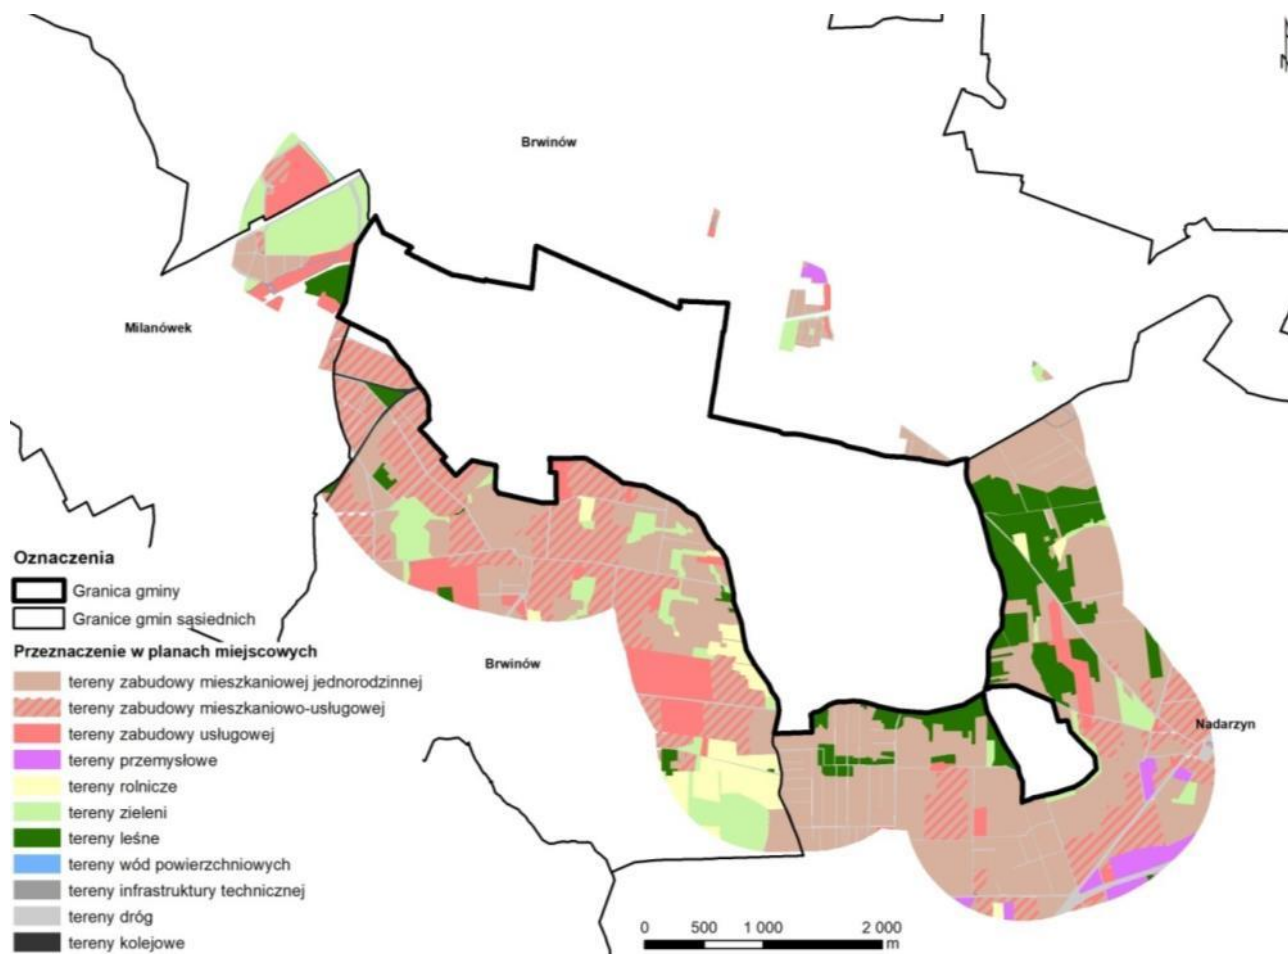 Brwinów
Milanówek
Oznaczenia
Granica gminy
Granice gmin sąsiednich
Przeznaczenie w planach miejscowych
tereny zabudowy mieszkaniowej jednorodzinnej
tereny zabudowy mieszkaniowo-usługowej
tereny zabudowy usługowej
tereny przemysłowe
tereny rolnicze
tereny zieleni
tereny leśne
tereny wód powierzchniowych
tereny infrastruktury technicznej
tereny dróg
tereny kolejowe
Brwinów
Nadarzyn
0 500 1 000 2 000
m